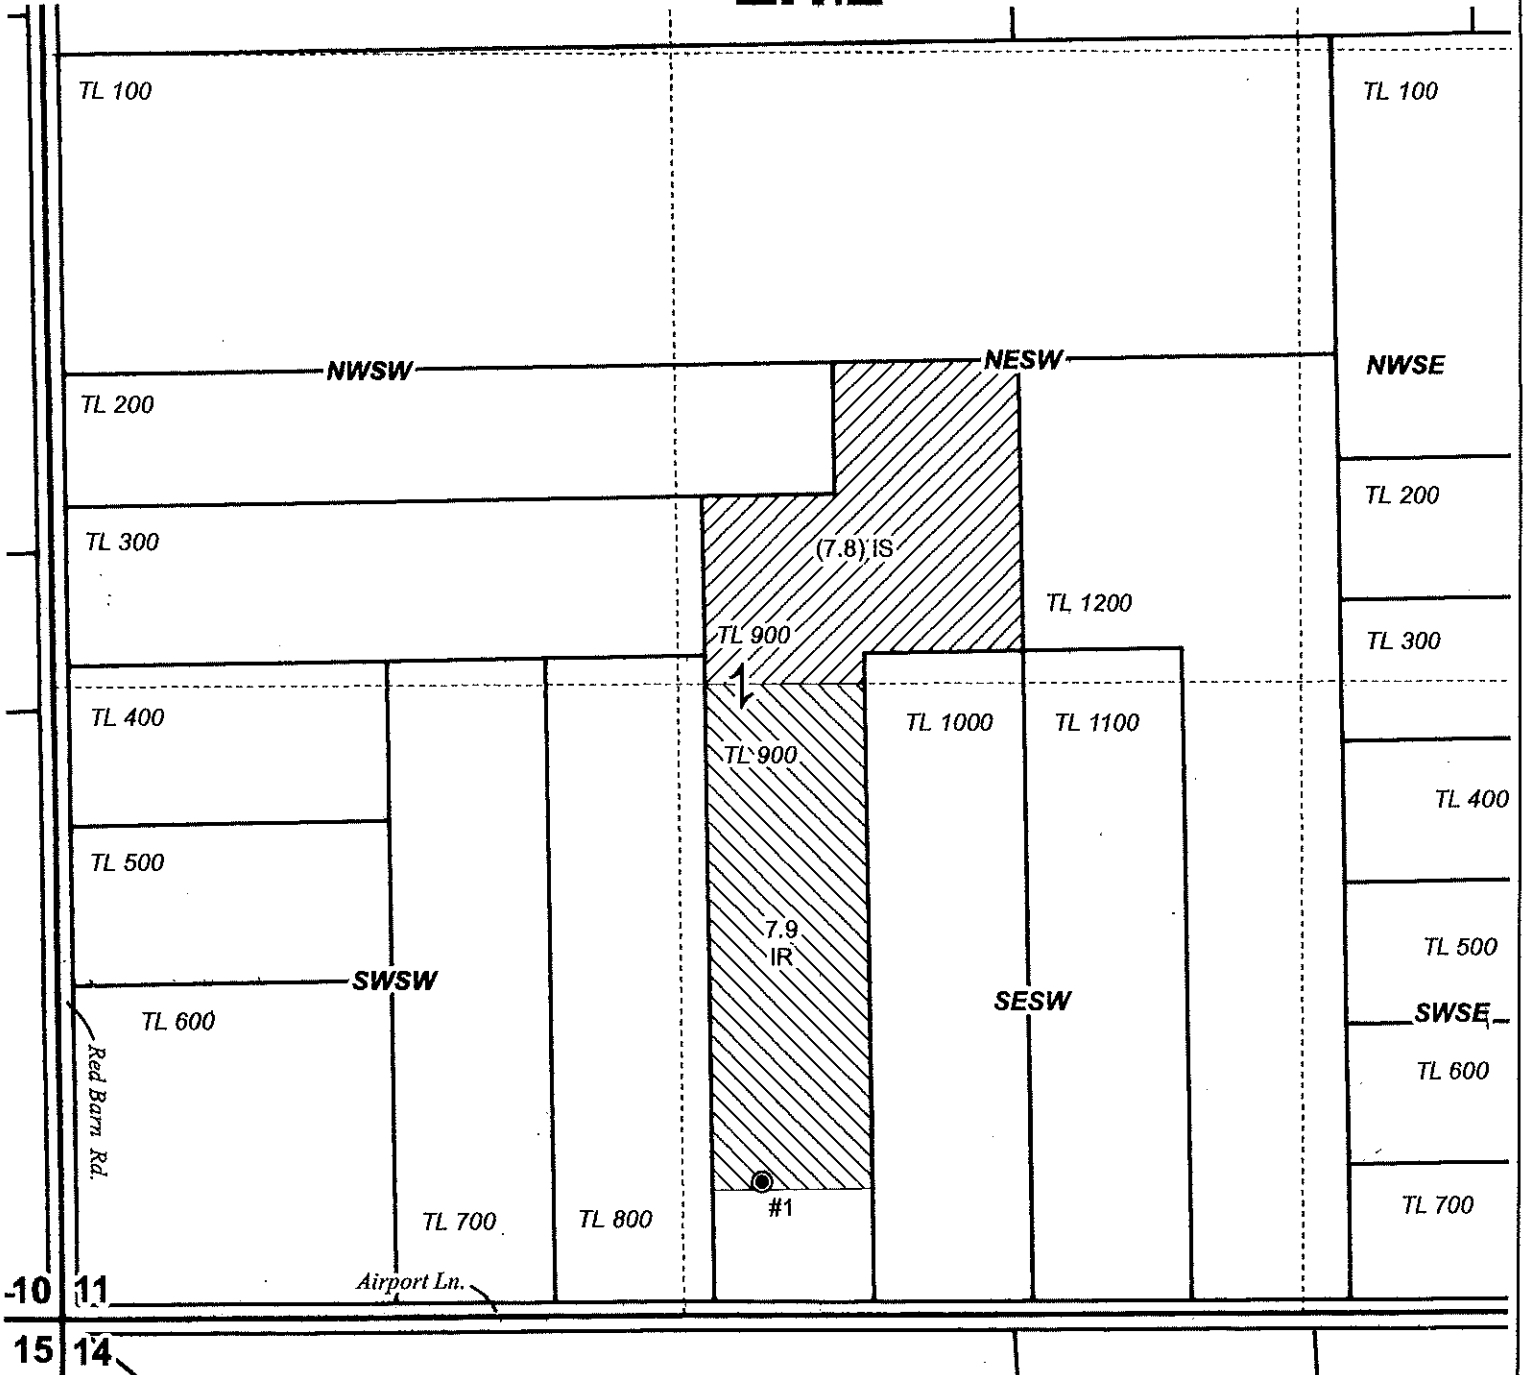 TL 100
TL 100
NWSW
NESW
NWSE
TL 200
TL 200
TL 300
(7.8) IS
TL 1200
TL 900
TL 300
TL 400
TL 1000
TL 1100
TL 900
TL 400
TL 500
7.9
IR
TL 500
SWSW
SESW
SWSE
TL 600
Red Barn Rd.
TL 600
TL 700
TL 800
#1
TL 700
Airport Ln.
10
11
15
14